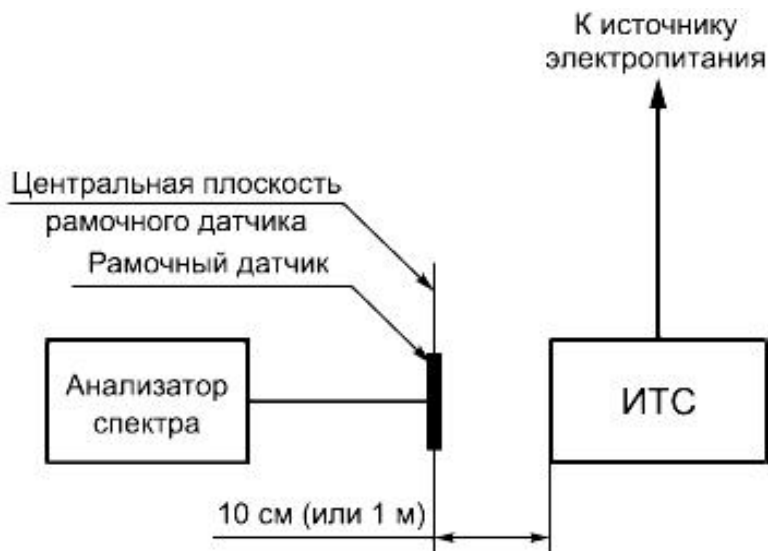 К источнику
электропитания
Центральная плоскость
рамочного датчика
Рамочный датчик
Анализатор
спектра
ИТС
10 см (или 1 м)